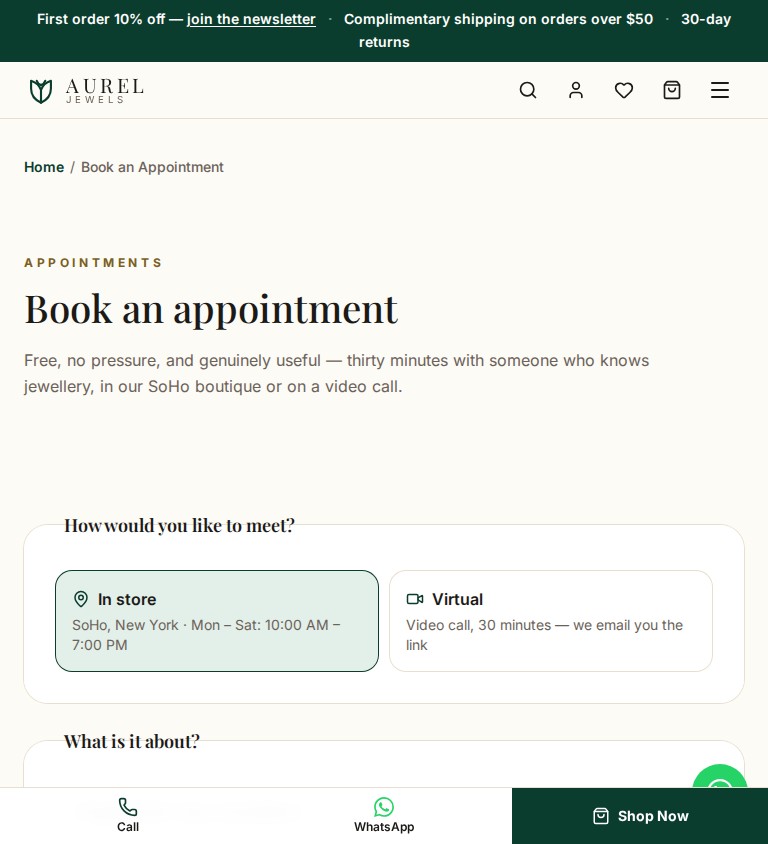 First order 10% off — join the newsletter · Complimentary shipping on orders over $50 · 30-day
returns
AUREL
JEWELS
Home / Book an Appointment
APPOINTMENTS
Book an appointment
Free, no pressure, and genuinely useful — thirty minutes with someone who knows
jewellery, in our SoHo boutique or on a video call.
How would you like to meet?
In store
SoHo, New York · Mon – Sat: 10:00 AM –
7:00 PM
Virtual
Video call, 30 minutes — we email you the
link
What is it about?
Call
WhatsApp
Shop Now